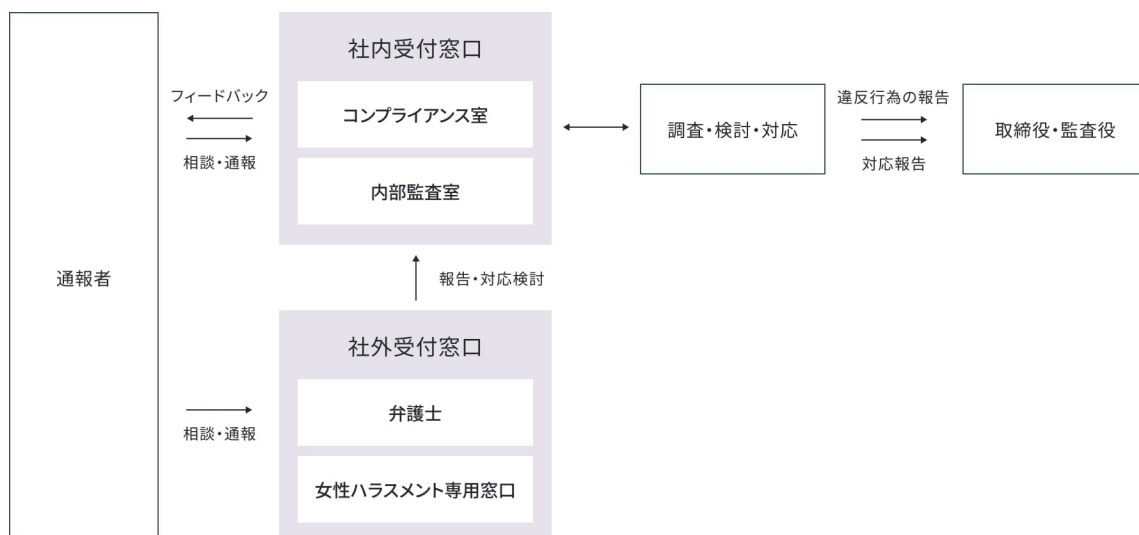 通報者
フィードバック
相談・通報
社内受付窓口
コンプライアンス室
内部監査室
調査・検討・対応
違反行為の報告
対応報告
取締役・監査役
報告・対応検討
相談・通報
社外受付窓口
弁護士
女性ハラスメント専用窓口